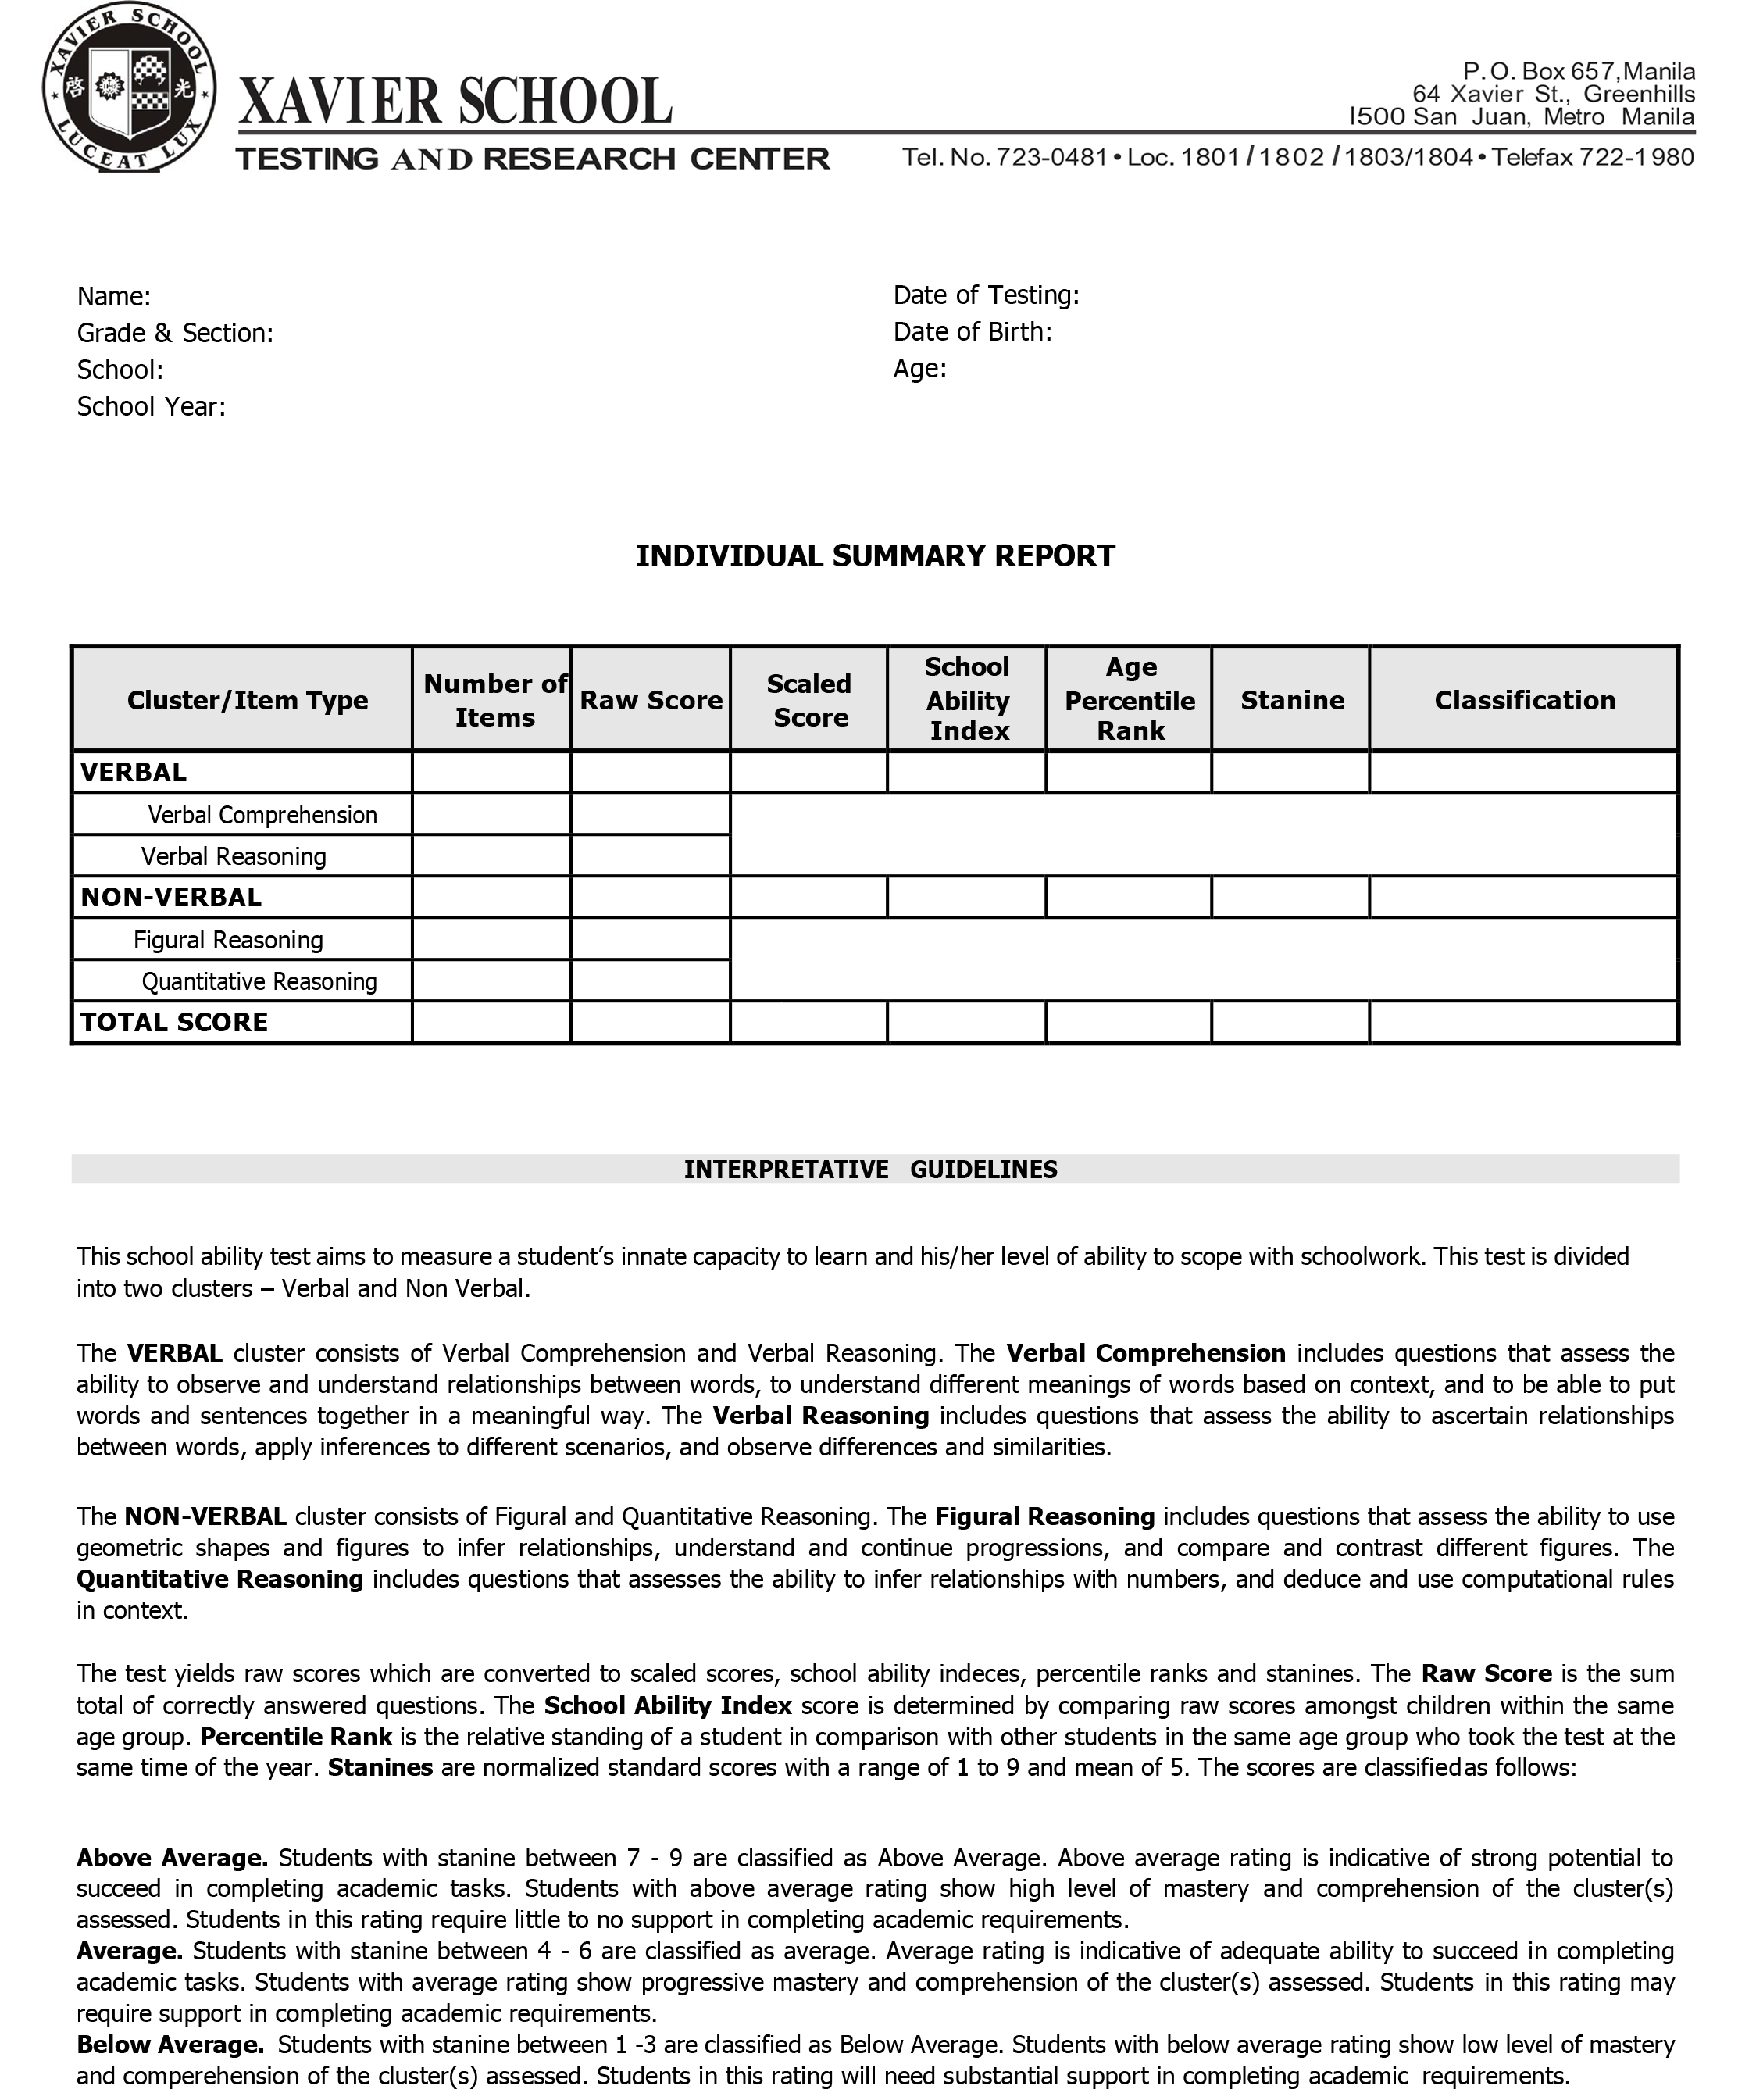 XAVIER SCHOOL
啓 光
LUCEAT LUX
XAVIER SCHOOL
P.O. Box 657,Manila
64 Xavier St., Greenhills
I500 San Juan, Metro Manila
TESTING AND RESEARCH CENTER
Tel. No. 723-0481 • Loc. 1801 / 1802 / 1803/1804 • Telefax 722-1980
Name:
Date of Testing:
Grade & Section:
Date of Birth:
School:
Age:
School Year:
INDIVIDUAL SUMMARY REPORT
Cluster/Item Type
Number of
Items
Raw Score
Scaled
Score
School
Ability
Index
Age
Percentile
Rank
Stanine
Classification
VERBAL
Verbal Comprehension
Verbal Reasoning
NON-VERBAL
Figural Reasoning
Quantitative Reasoning
TOTAL SCORE
INTERPRETATIVE GUIDELINES
This school ability test aims to measure a student’s innate capacity to learn and his/her level of ability to scope with schoolwork. This test is divided
into two clusters – Verbal and Non Verbal.
The VERBAL cluster consists of Verbal Comprehension and Verbal Reasoning. The Verbal Comprehension includes questions that assess the
ability to observe and understand relationships between words, to understand different meanings of words based on context, and to be able to put
words and sentences together in a meaningful way. The Verbal Reasoning includes questions that assess the ability to ascertain relationships
between words, apply inferences to different scenarios, and observe differences and similarities.
The NON-VERBAL cluster consists of Figural and Quantitative Reasoning. The Figural Reasoning includes questions that assess the ability to use
geometric shapes and figures to infer relationships, understand and continue progressions, and compare and contrast different figures. The
Quantitative Reasoning includes questions that assesses the ability to infer relationships with numbers, and deduce and use computational rules
in context.
The test yields raw scores which are converted to scaled scores, school ability indeces, percentile ranks and stanines. The Raw Score is the sum
total of correctly answered questions. The School Ability Index score is determined by comparing raw scores amongst children within the same
age group. Percentile Rank is the relative standing of a student in comparison with other students in the same age group who took the test at the
same time of the year. Stanines are normalized standard scores with a range of 1 to 9 and mean of 5. The scores are classified as follows:
Above Average. Students with stanine between 7 - 9 are classified as Above Average. Above average rating is indicative of strong potential to
succeed in completing academic tasks. Students with above average rating show high level of mastery and comprehension of the cluster(s)
assessed. Students in this rating require little to no support in completing academic requirements.
Average. Students with stanine between 4 - 6 are classified as average. Average rating is indicative of adequate ability to succeed in completing
academic tasks. Students with average rating show progressive mastery and comprehension of the cluster(s) assessed. Students in this rating may
require support in completing academic requirements.
Below Average. Students with stanine between 1 -3 are classified as Below Average. Students with below average rating show low level of mastery
and comperehension of the cluster(s) assessed. Students in this rating will need substantial support in completing academic requirements.